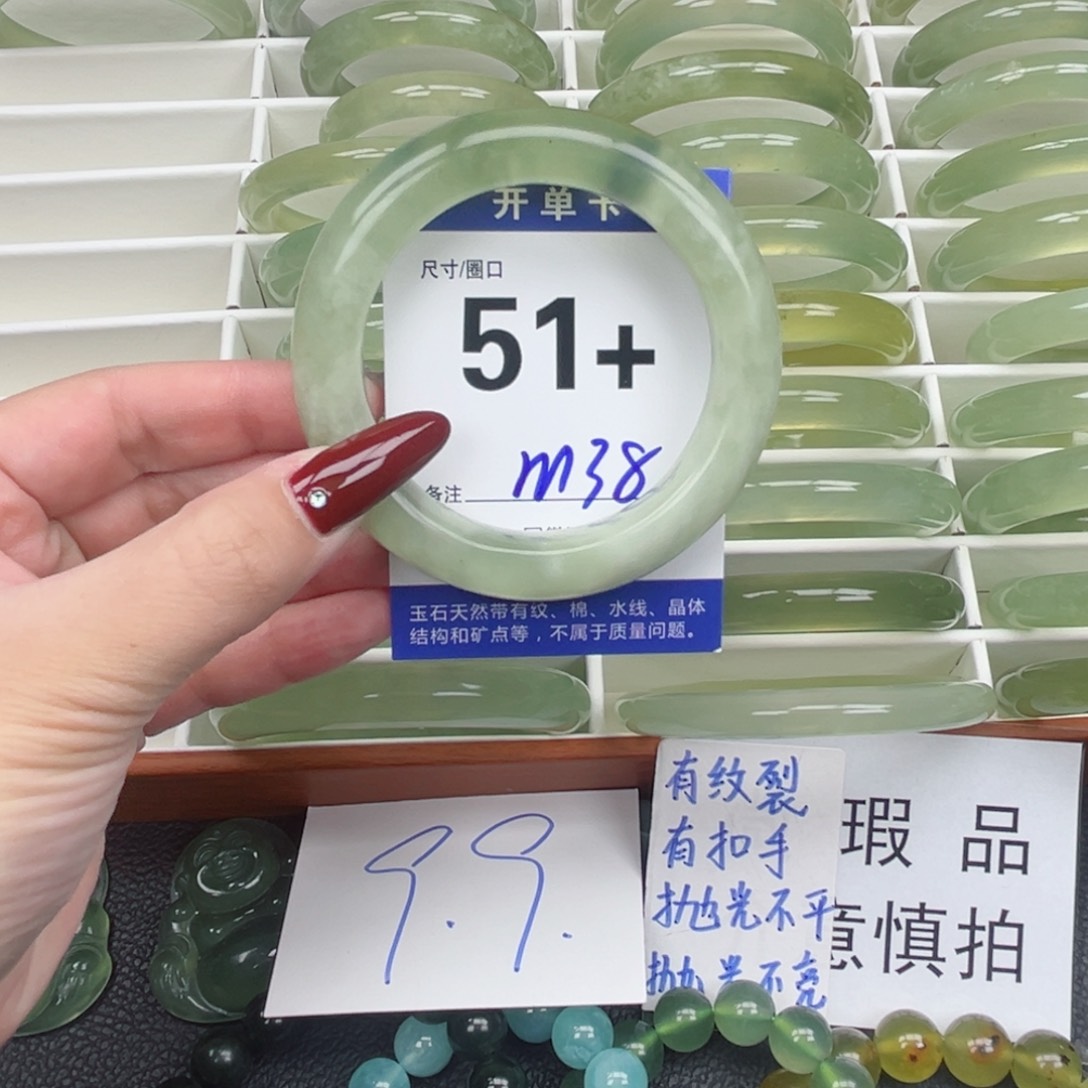 开单卡
尺寸/圈口
51+
备注 m38
玉石天然带有纹、棉、水线、晶体
结构和矿点等，不属于质量问题。
9.9.
有纹裂
有扣手
抛光不平
抛光不亮
瑕 品
慎拍